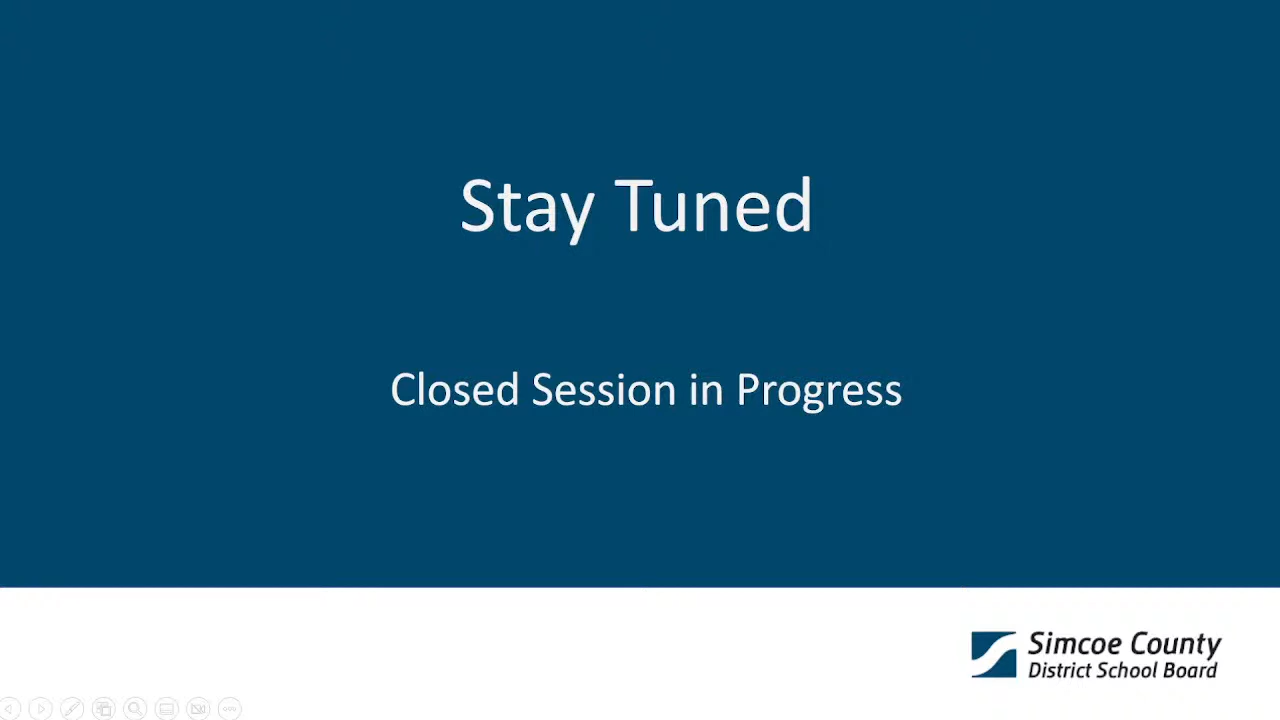 Stay Tuned
Closed Session in Progress
Simcoe County
District School Board